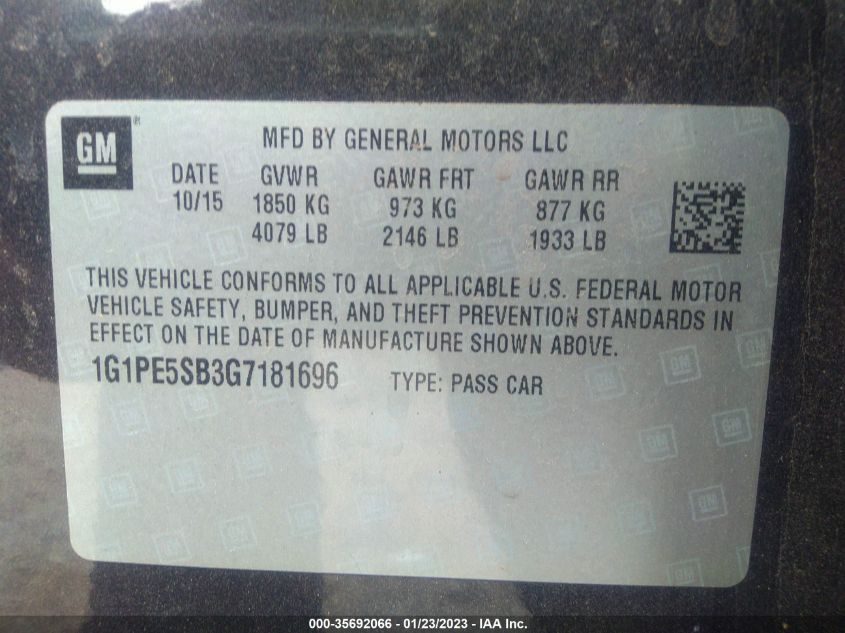 GM
MFD BY GENERAL MOTORS LLC
DATE GVWR GAWR FRT GAWR RR
10/15 1850 KG 973 KG 877 KG
4079 LB 2146 LB 1933 LB
THIS VEHICLE CONFORMS TO ALL APPLICABLE U.S. FEDERAL MOTOR
VEHICLE SAFETY, BUMPER, AND THEFT PREVENTION STANDARDS IN
EFFECT ON THE DATE OF MANUFACTURE SHOWN ABOVE.
1G1PE5SB3G7181696 TYPE: PASS CAR
000-35692066 - 01/23/2023 - IAA Inc.